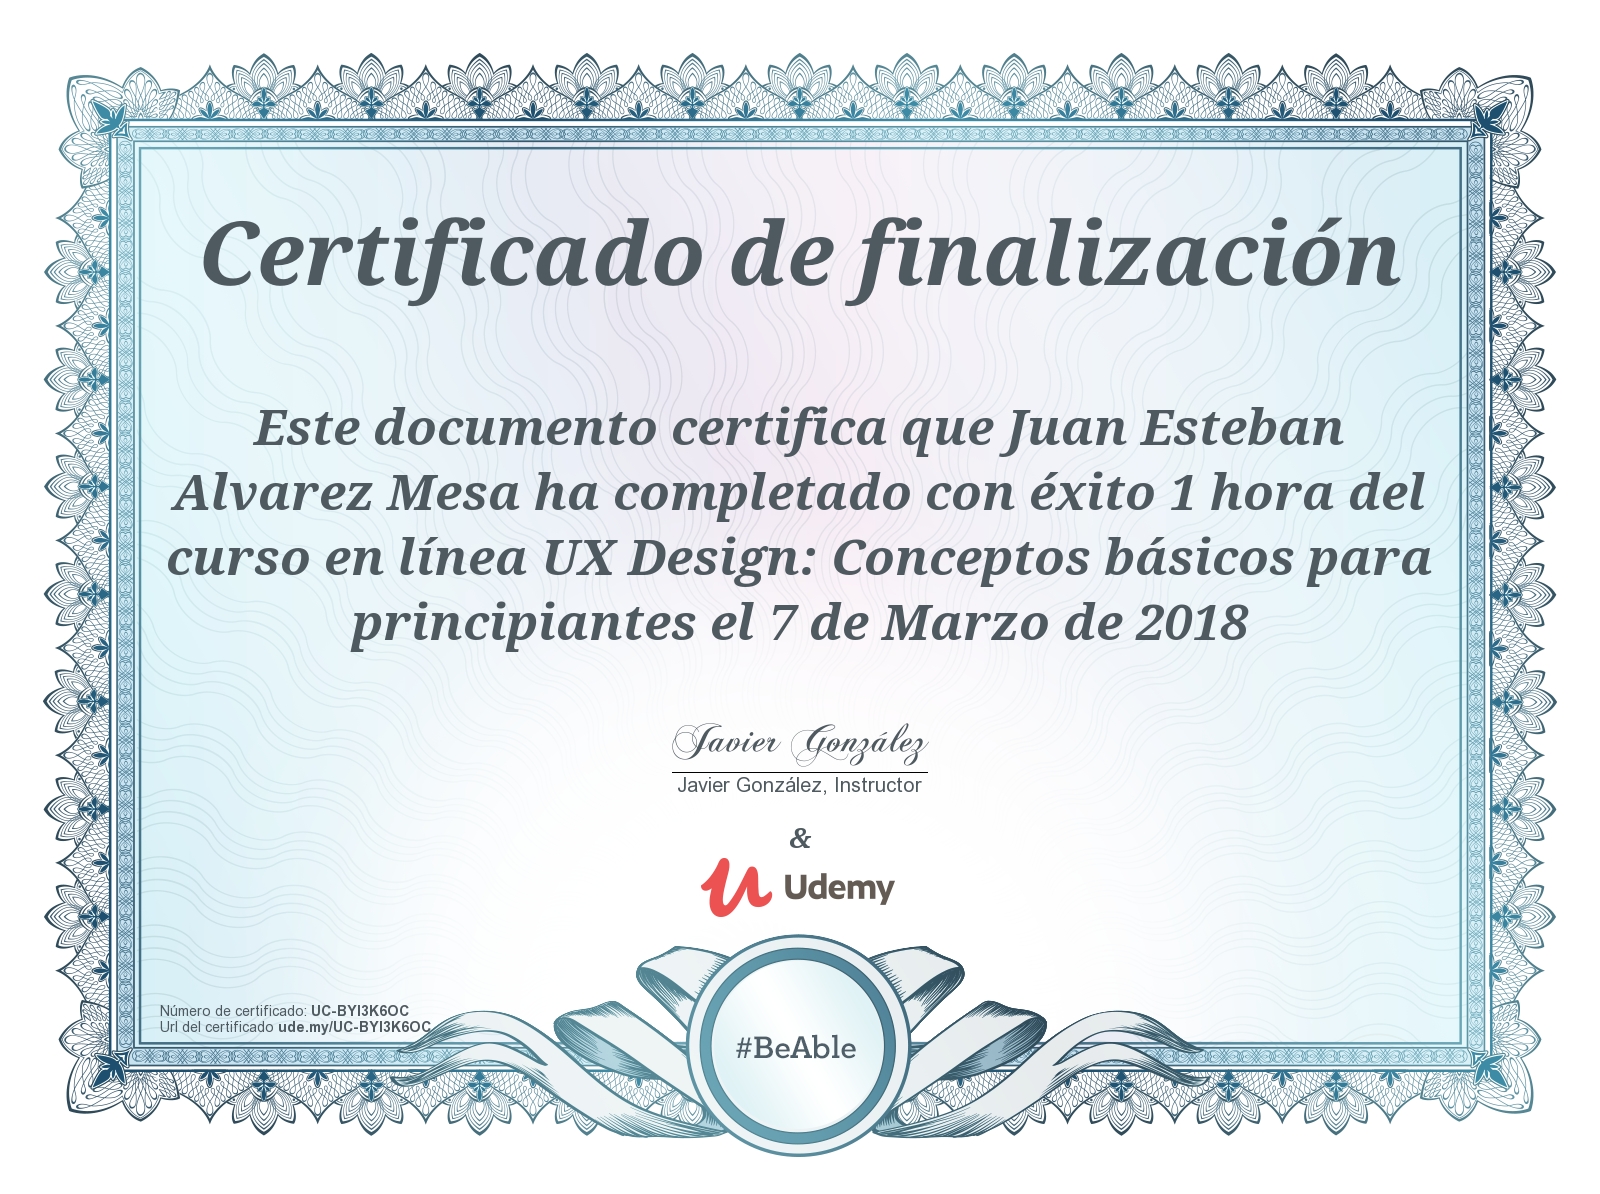 Certificado de finalización
Este documento certifica que Juan Esteban
Alvarez Mesa ha completado con éxito 1 hora del
curso en línea UX Design: Conceptos básicos para
principiantes el 7 de Marzo de 2018
Javier González
Javier González, Instructor
&
Udemy
Número de certificado: UC-BYI3K6OC
Url del certificado ude.my/UC-BYI3K6OC
#BeAble